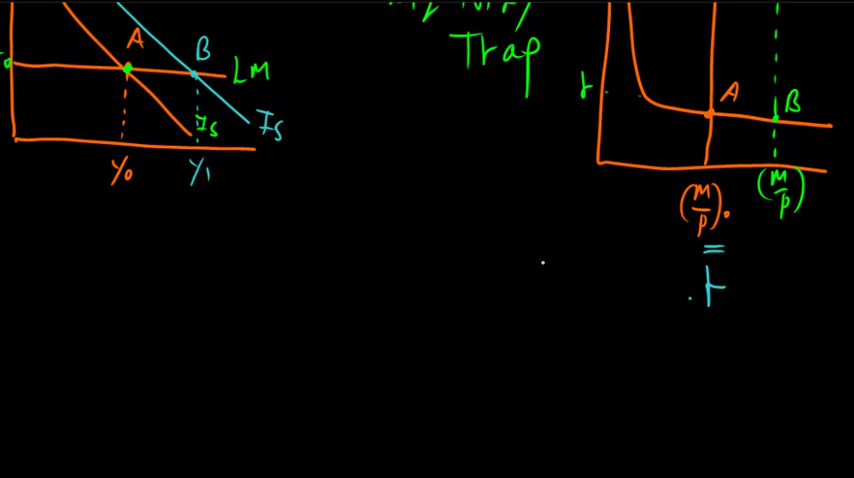 Trap
A
B
LM
Is
Is
Y0
Y1
r
A
B
(M/P)0
(M/P)
=